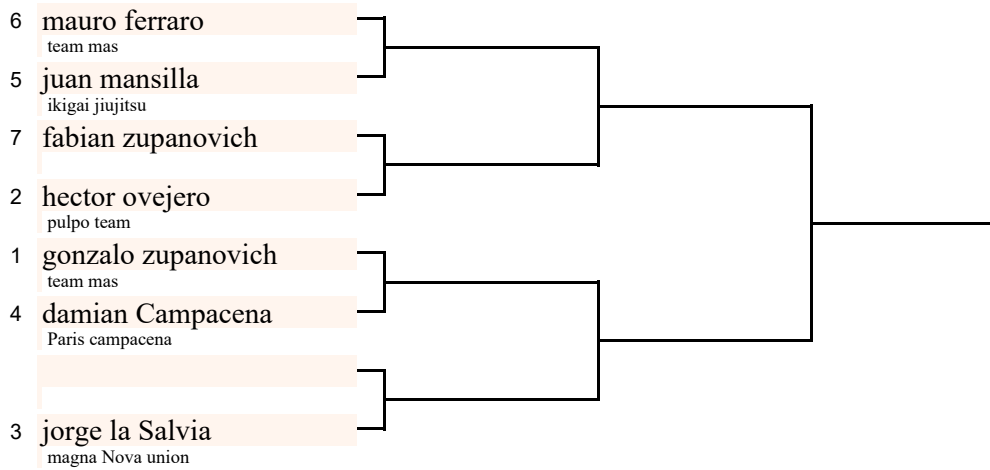 6 mauro ferraro
team mas
5 juan mansilla
ikigai jiujitsu
7 fabian zupanovich
2 hector ovejero
pulpo team
1 gonzalo zupanovich
team mas
4 damian Campacena
Paris campacena
3 jorge la Salvia
magna Nova union